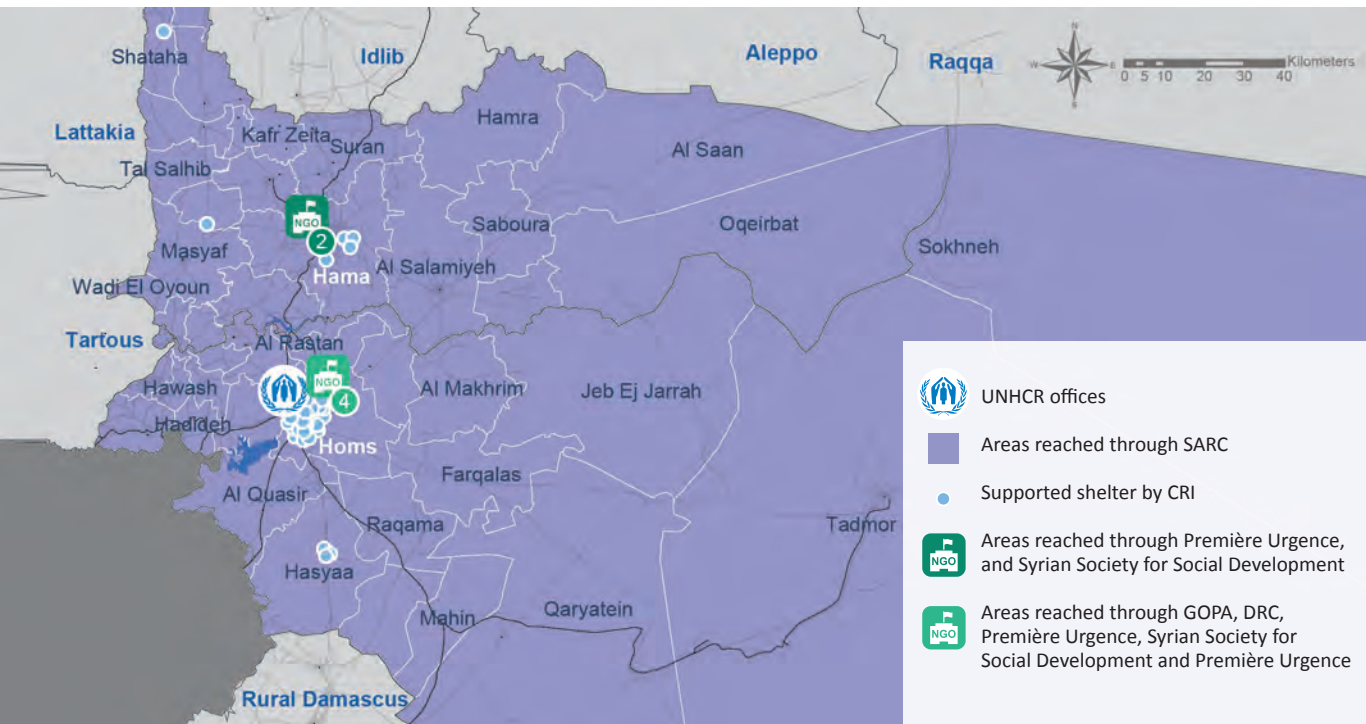 Shataha
Idlib
Aleppo
Raqqa
N
W
E
S
Kilometers
0 5 10 20 30 40
Lattakia
Kafr Zeita
Suran
Hamra
Al Saan
Tal Salhib
NGO
2
Saboura
Oqeirbat
Sokhneh
Masyaf
Hama
Al Salamiyeh
Wadi El Oyoun
Tartous
Al Rastan
Hawash
NGO
4
Al Makhrim
Jeb Ej Jarrah
Hadideh
Homs
Farqalas
Al Quasir
Raqama
Tadmor
Hasyaa
Mahin
Qaryatein
Rural Damascus
UNHCR offices
Areas reached through SARC
Supported shelter by CRI
NGO
Areas reached through Première Urgence,
and Syrian Society for Social Development
NGO
Areas reached through GOPA, DRC,
Première Urgence, Syrian Society for
Social Development and Première Urgence